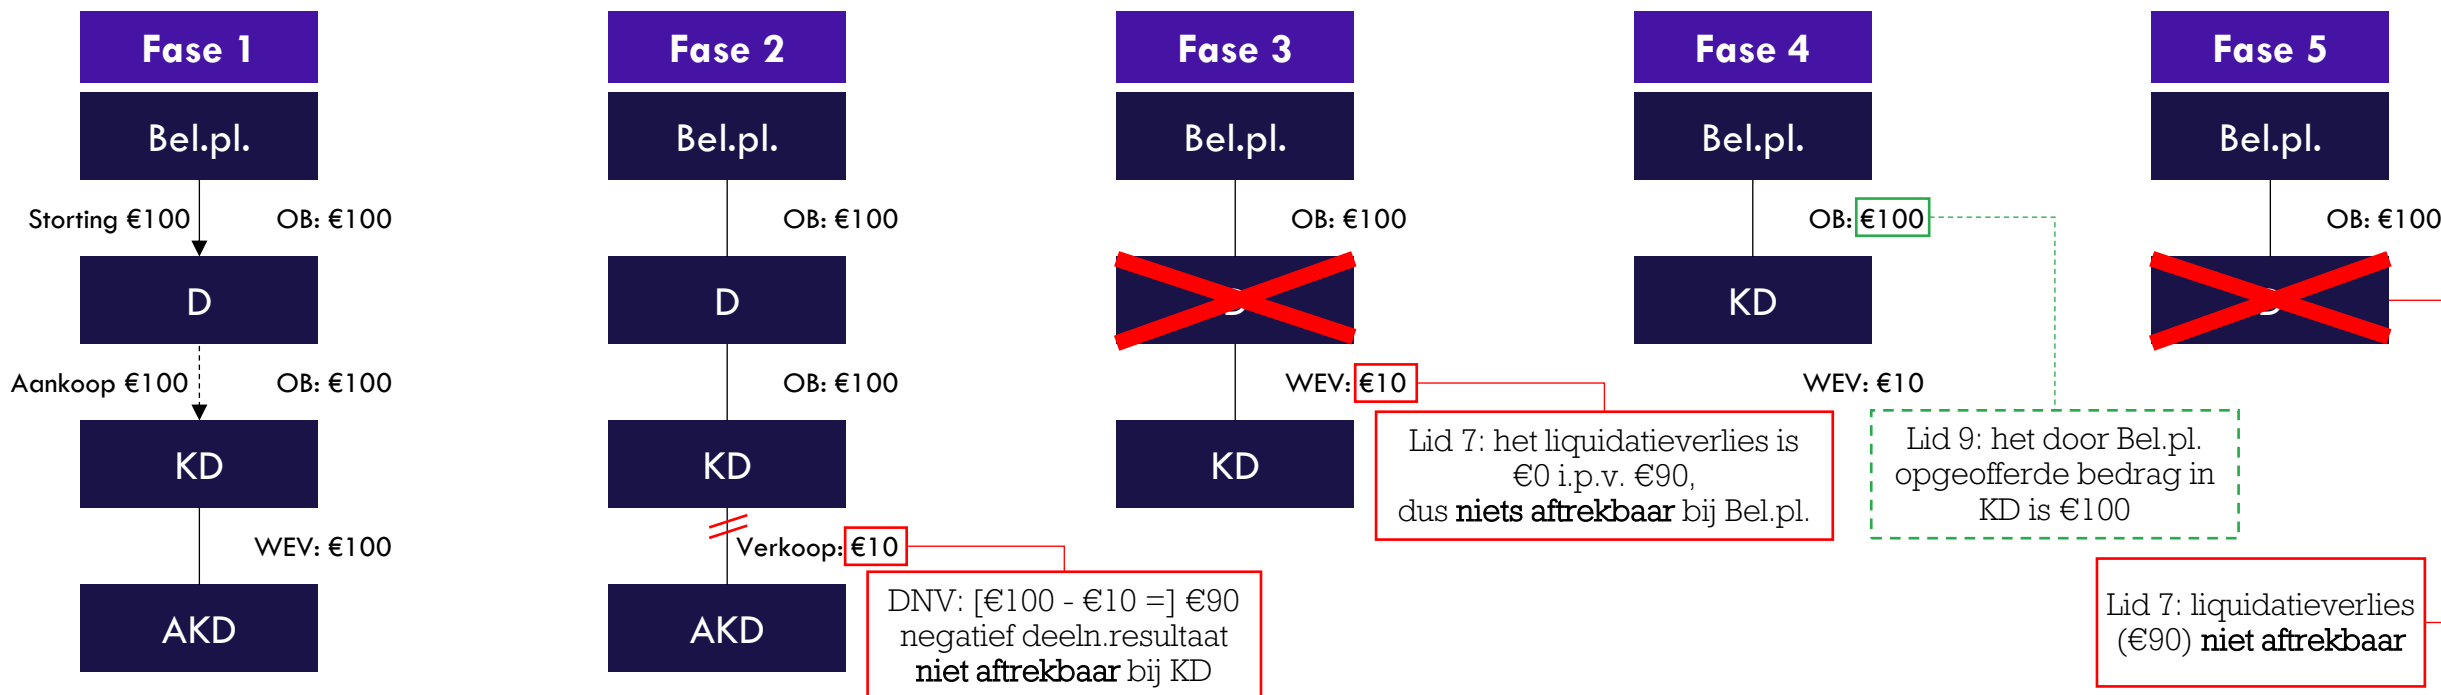 Fase 1
Bel.pl.
Storting €100
OB: €100
D
Aankoop €100
OB: €100
KD
WEV: €100
AKD
Fase 2
Bel.pl.
OB: €100
D
OB: €100
KD
Verkoop: €10
DNV: [€100 - €10 =] €90
negatief deeln.resultaat
niet aftrekbaar bij KD
AKD
Fase 3
Bel.pl.
OB: €100
D
WEV: €10
Lid 7: het liquidatieverlies is
€0 i.p.v. €90,
dus niets aftrekbaar bij Bel.pl.
KD
Fase 4
Bel.pl.
OB: €100
KD
WEV: €10
Lid 9: het door Bel.pl.
opgeofferde bedrag in
KD is €100
Fase 5
Bel.pl.
OB: €100
D
Lid 7: liquidatieverlies
(€90) niet aftrekbaar